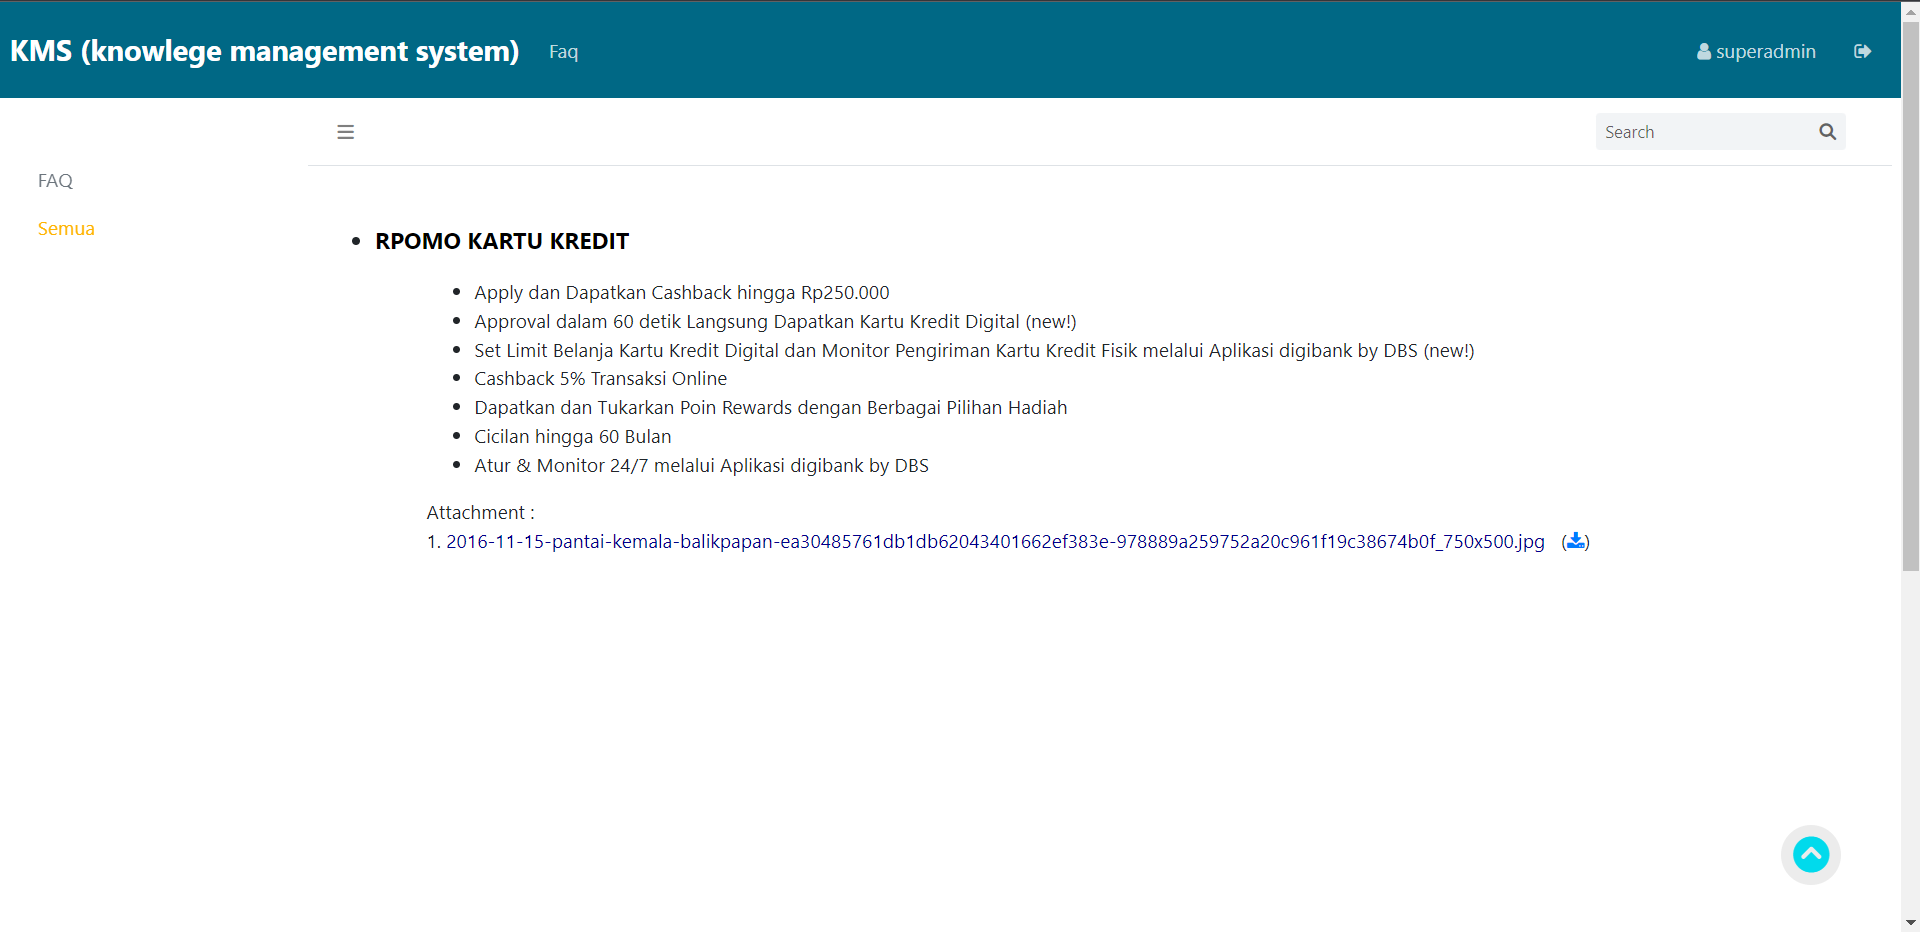 KMS (knowlege management system) Faq superadmin
Search
FAQ
Semua
RPOMO KARTU KREDIT
Apply dan Dapatkan Cashback hingga Rp250.000
Approval dalam 60 detik Langsung Dapatkan Kartu Kredit Digital (new!)
Set Limit Belanja Kartu Kredit Digital dan Monitor Pengiriman Kartu Kredit Fisik melalui Aplikasi digibank by DBS (new!)
Cashback 5% Transaksi Online
Dapatkan dan Tukarkan Poin Rewards dengan Berbagai Pilihan Hadiah
Cicilan hingga 60 Bulan
Atur & Monitor 24/7 melalui Aplikasi digibank by DBS
Attachment :
1. 2016-11-15-pantai-kemala-balikpapan-ea30485761db1db62043401662ef383e-978889a259752a20c961f19c38674b0f_750x500.jpg ()